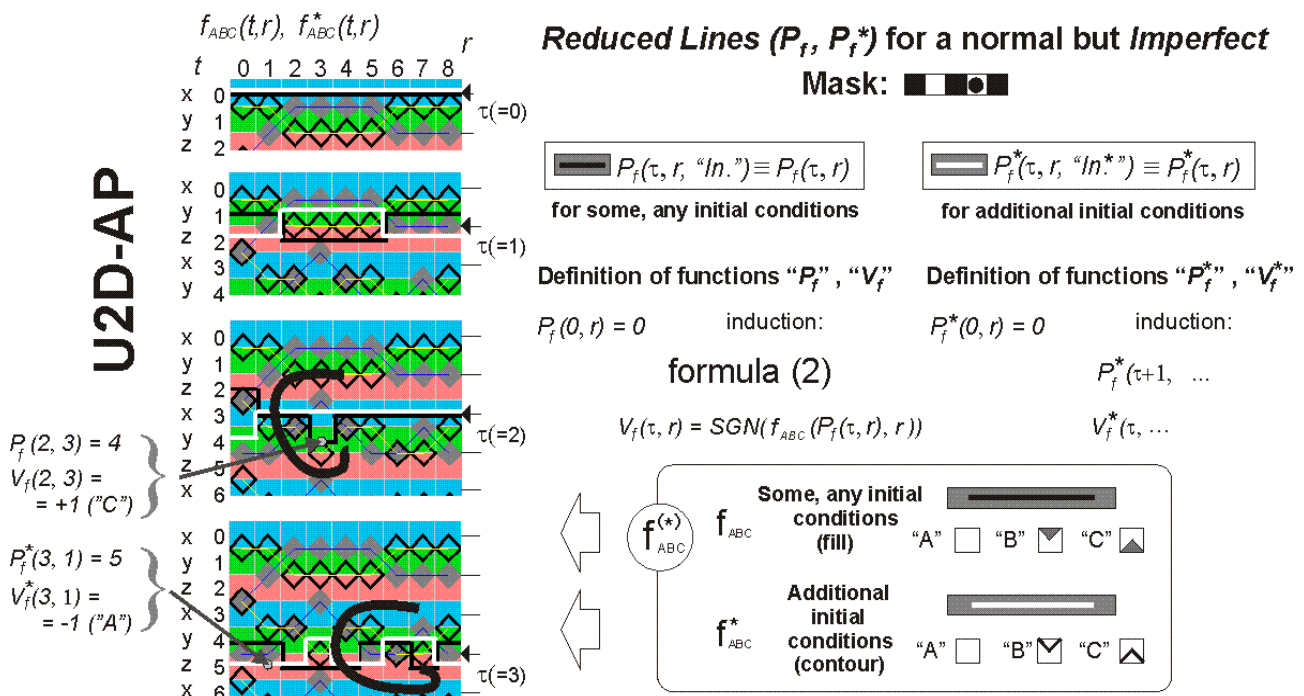 f_ABC(t,r), f*_ABC(t,r)
r
t 0 1 2 3 4 5 6 7 8
x 0
y 1
z 2
τ(=0)
x 0
y 1
z 2
x 3
y 4
τ(=1)
x 0
y 1
z 2
x 3
y 4
z 5
x 6
τ(=2)
x 0
y 1
z 2
x 3
y 4
z 5
x 6
τ(=3)
U2D-AP
P_f(2, 3) = 4
V_f(2, 3) =
= +1 ("C")
P*_f(3, 1) = 5
V*_f(3, 1) =
= -1 ("A")
Reduced Lines (P_f, P_f*) for a normal but Imperfect
Mask:
P_f(τ, r, “In.”) ≡ P_f(τ, r)
for some, any initial conditions
P*_f(τ, r, “In*.”) ≡ P*_f(τ, r)
for additional initial conditions
Definition of functions “P_f” , “V_f”
P_f(0, r) = 0 induction:
formula (2)
V_f(τ, r) = SGN( f_ABC (P_f(τ, r), r ))
Definition of functions “P*_f” , “V*_f”
P_f*(0, r) = 0 induction:
P*_f(τ+1, ...
V*_f(τ, ...
f_ABC^(*)
f_ABC
Some, any initial
conditions
(fill)
“A” “B” “C”
f*_ABC
Additional
initial
conditions
(contour)
“A” “B” “C”